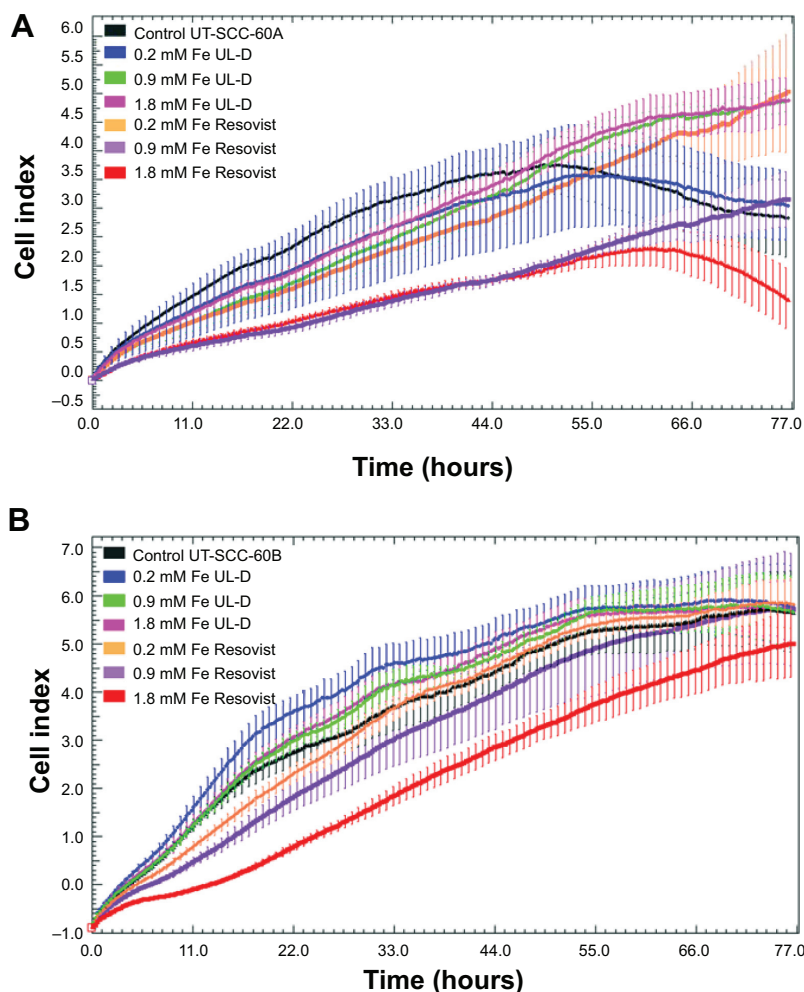 A
6.0
5.5
5.0
4.5
4.0
3.5
3.0
2.5
2.0
1.5
1.0
0.5
0.0
–0.5
Cell index
Control UT-SCC-60A
0.2 mM Fe UL-D
0.9 mM Fe UL-D
1.8 mM Fe UL-D
0.2 mM Fe Resovist
0.9 mM Fe Resovist
1.8 mM Fe Resovist
0.0 11.0 22.0 33.0 44.0 55.0 66.0 77.0
Time (hours)
B
7.0
6.0
5.0
4.0
3.0
2.0
1.0
0.0
–1.0
Cell index
Control UT-SCC-60B
0.2 mM Fe UL-D
0.9 mM Fe UL-D
1.8 mM Fe UL-D
0.2 mM Fe Resovist
0.9 mM Fe Resovist
1.8 mM Fe Resovist
0.0 11.0 22.0 33.0 44.0 55.0 66.0 77.0
Time (hours)